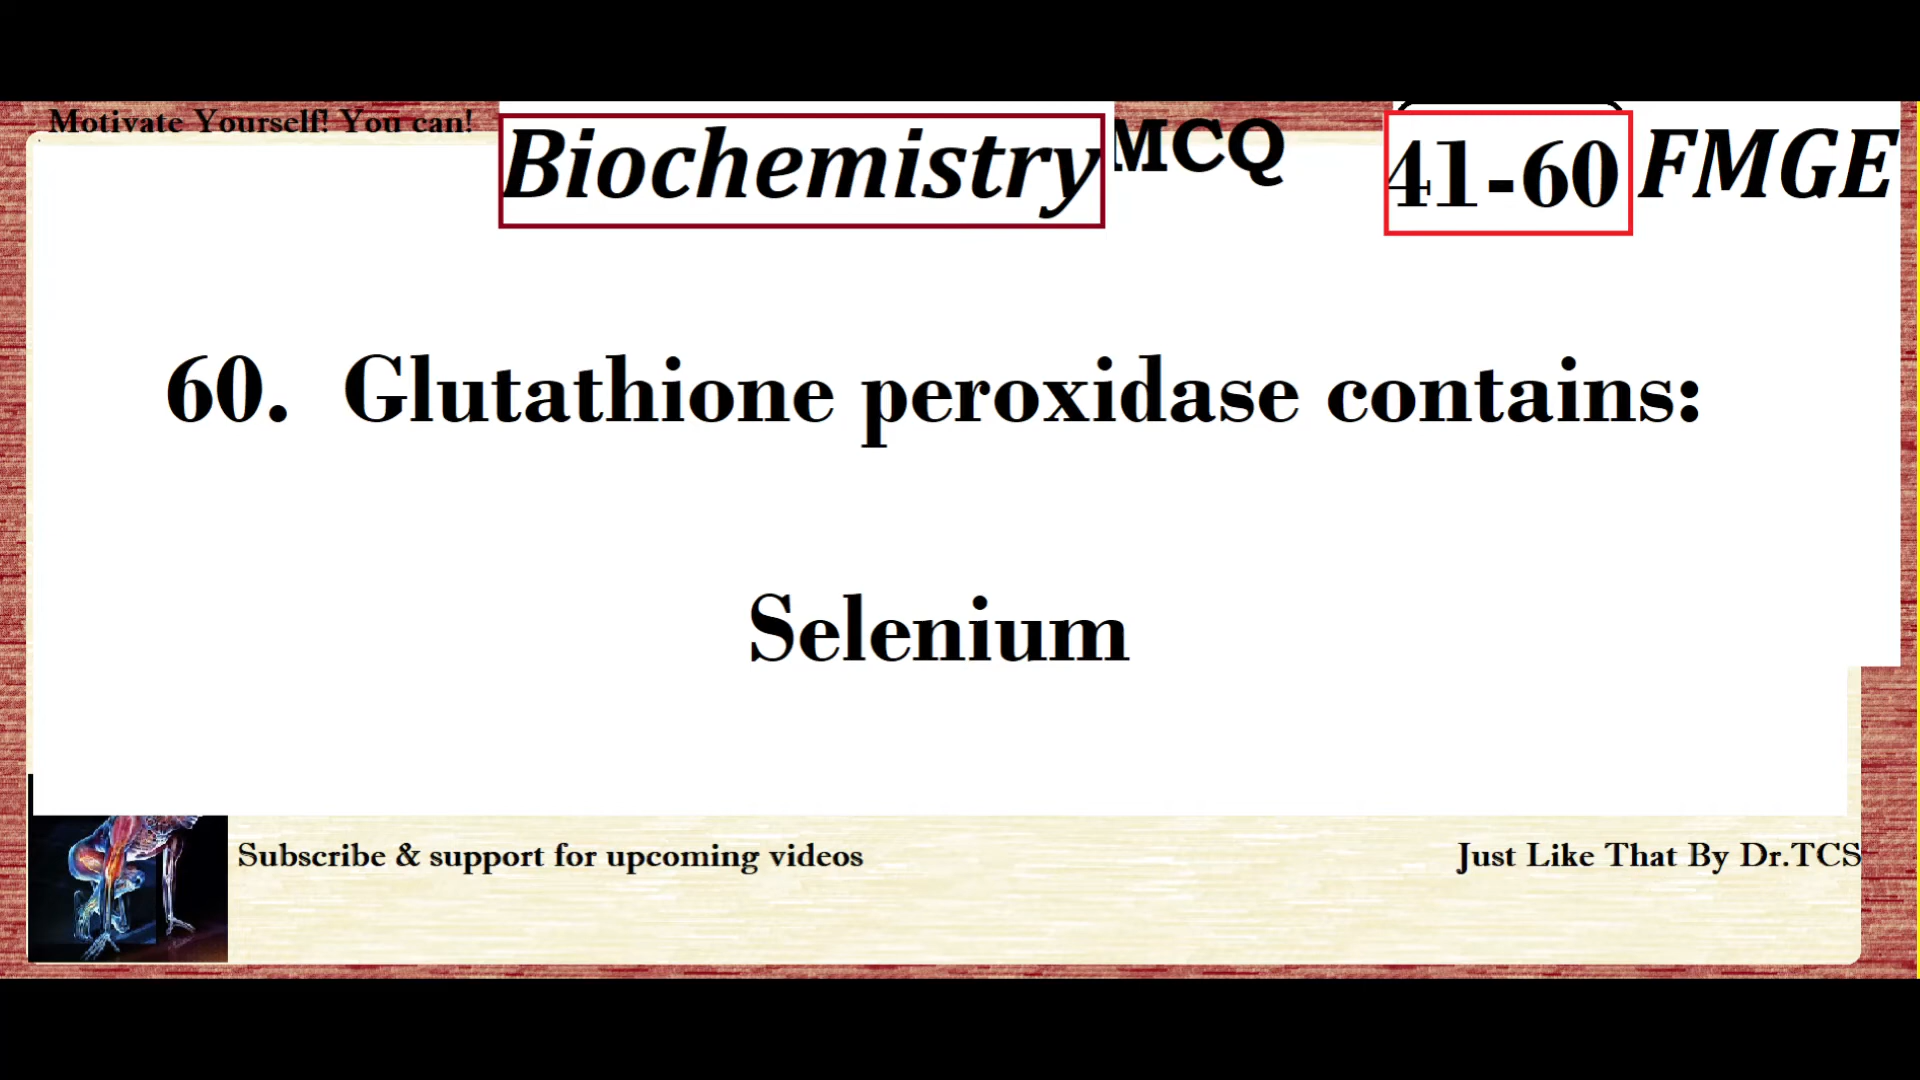 Motivate Yourself! You can!
Biochemistry MCQ 41-60 FMGE
60. Glutathione peroxidase contains:
Selenium
Subscribe & support for upcoming videos
Just Like That By Dr.TCS